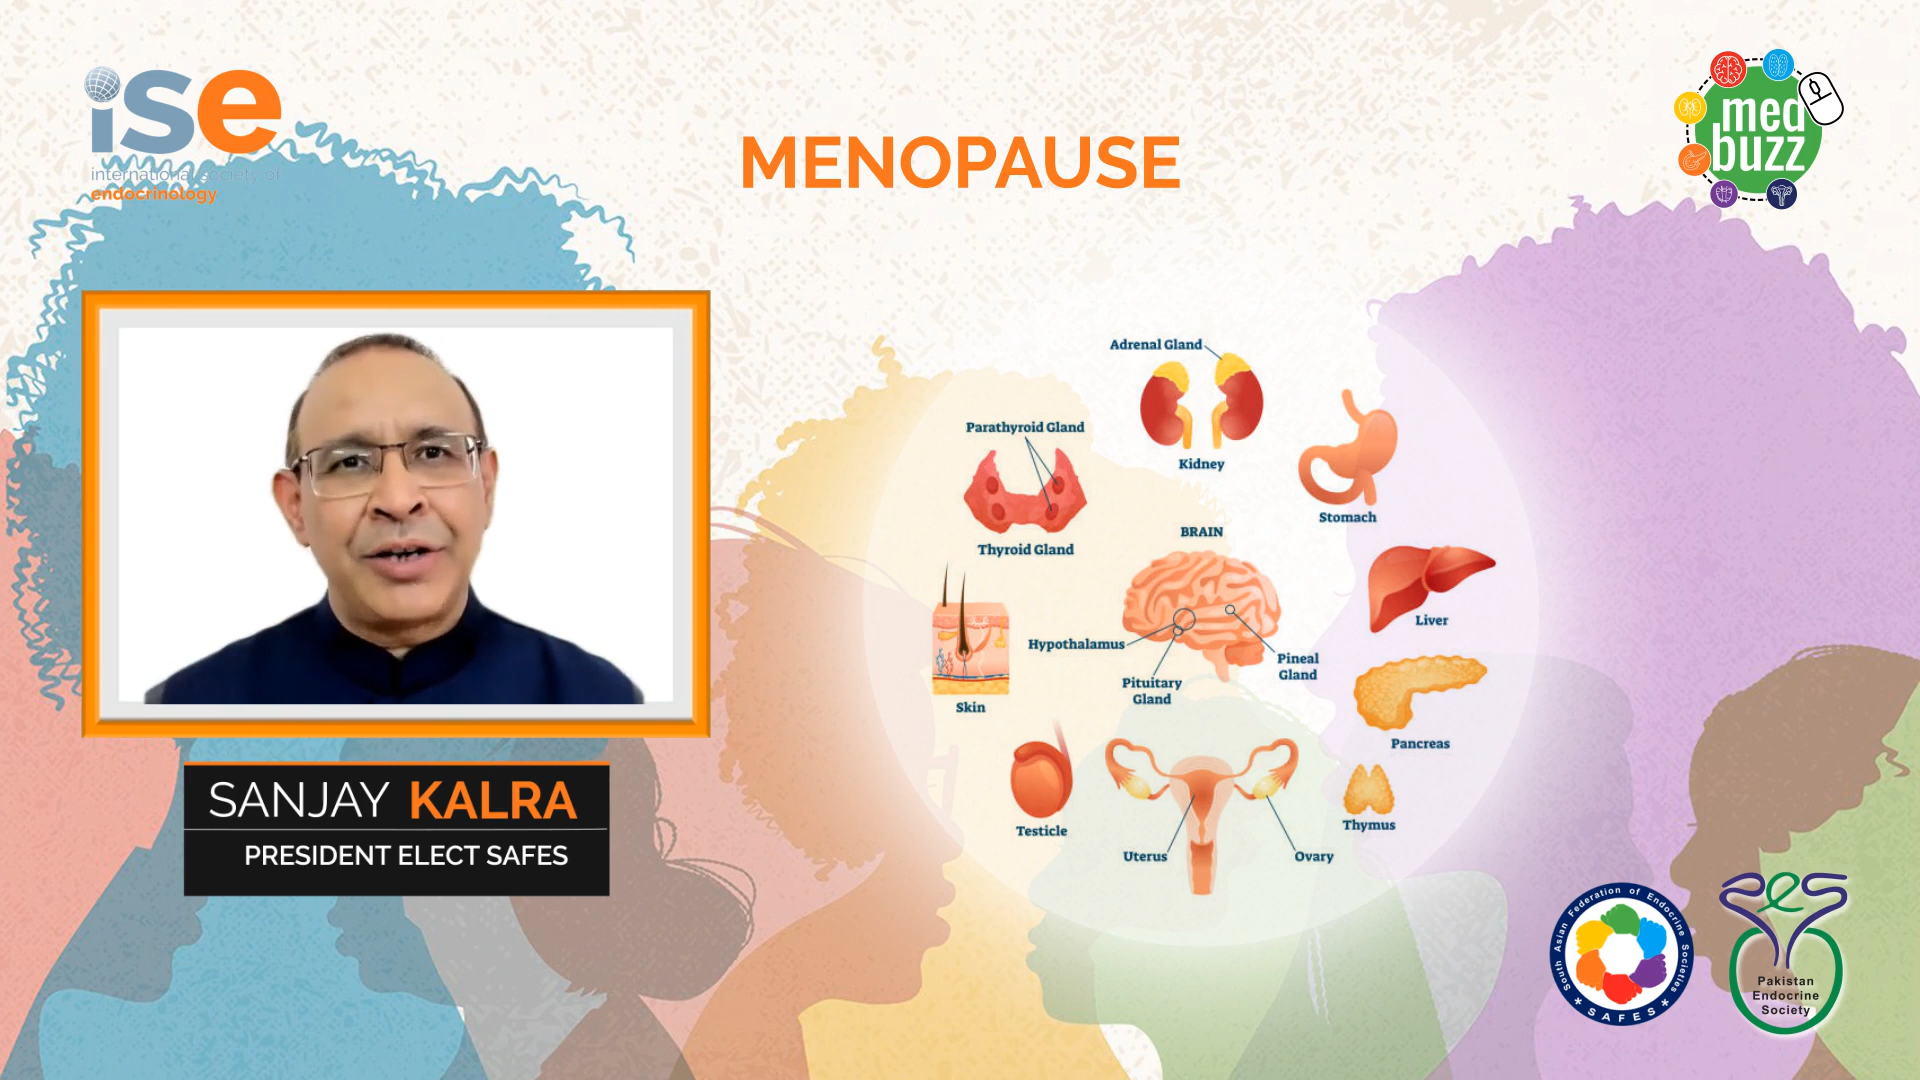 ise
international society of
endocrinology
MENOPAUSE
med
buzz
Adrenal Gland
Parathyroid Gland
Kidney
Stomach
BRAIN
Thyroid Gland
Liver
Hypothalamus
Pineal
Gland
Pituitary
Gland
Skin
Pancreas
Testicle
Thymus
Uterus
Ovary
SANJAY KALRA
PRESIDENT ELECT SAFES
South Asian Federation of Endocrine Societies
SAFES
PES
Pakistan
Endocrine
Society